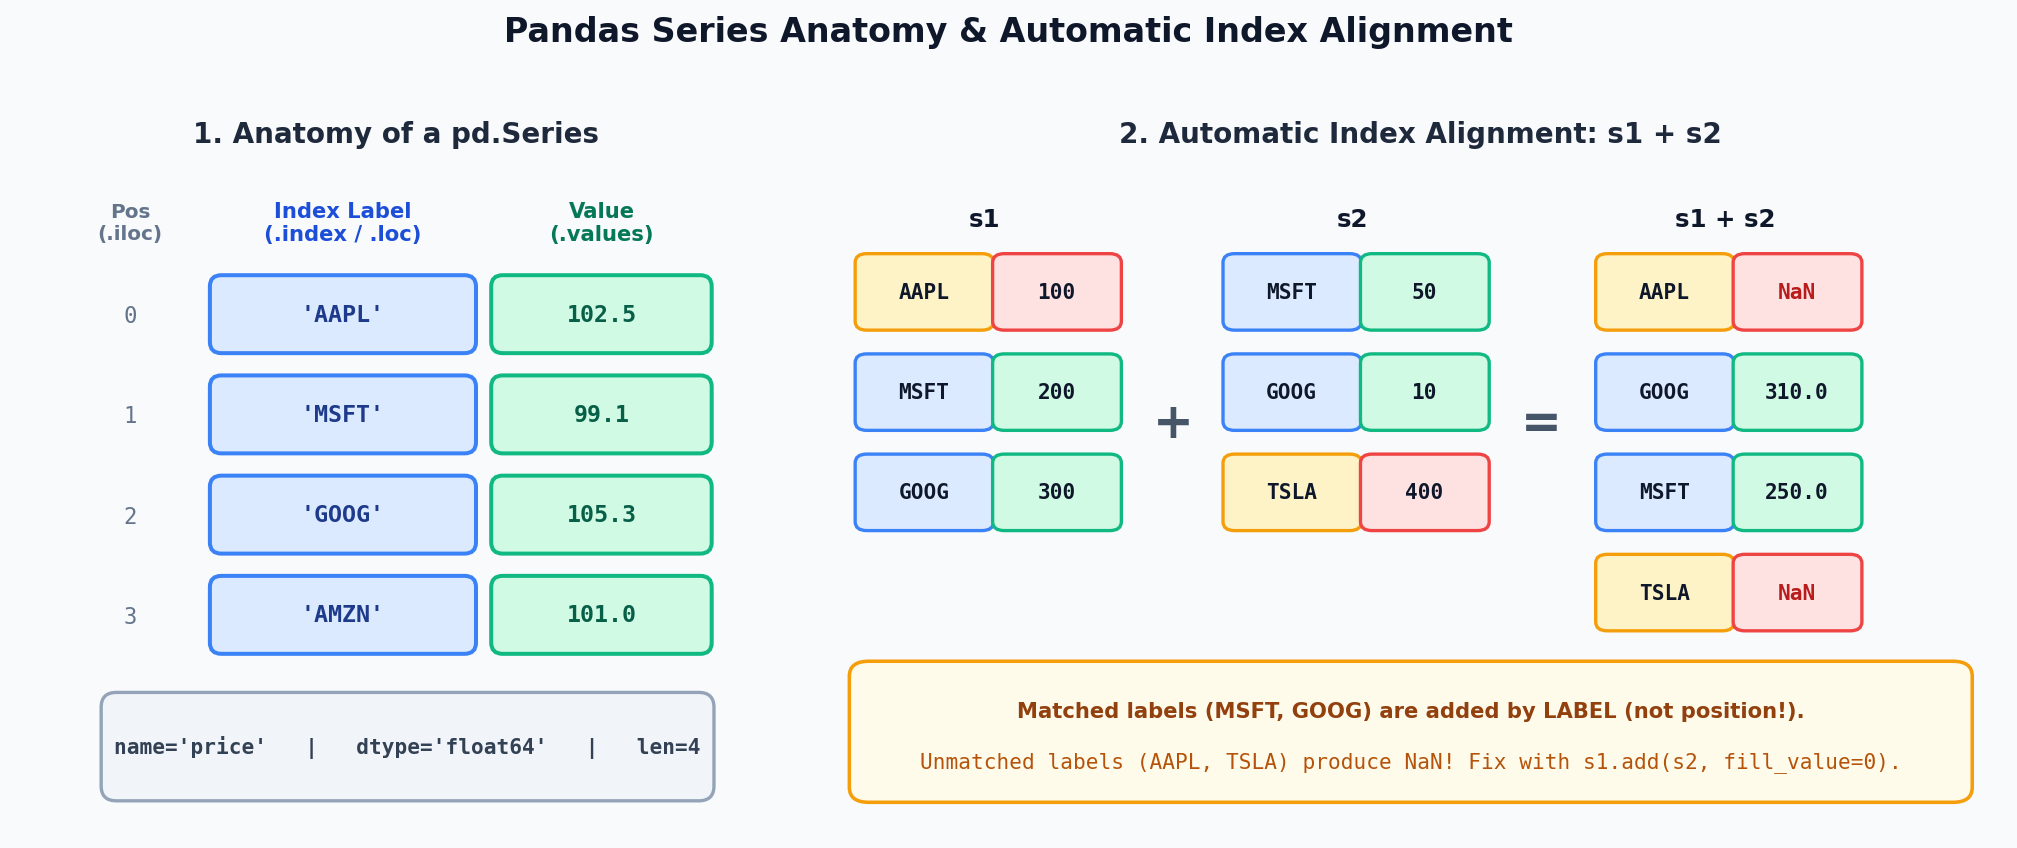 Pandas Series Anatomy & Automatic Index Alignment
1. Anatomy of a pd.Series
Pos
(.iloc)
Index Label
(.index / .loc)
Value
(.values)
0
'AAPL'
102.5
1
'MSFT'
99.1
2
'GOOG'
105.3
3
'AMZN'
101.0
name='price' | dtype='float64' | len=4
2. Automatic Index Alignment: s1 + s2
s1
AAPL 100
MSFT 200
GOOG 300
+
s2
MSFT 50
GOOG 10
TSLA 400
=
s1 + s2
AAPL NaN
GOOG 310.0
MSFT 250.0
TSLA NaN
Matched labels (MSFT, GOOG) are added by LABEL (not position!).
Unmatched labels (AAPL, TSLA) produce NaN! Fix with s1.add(s2, fill_value=0).